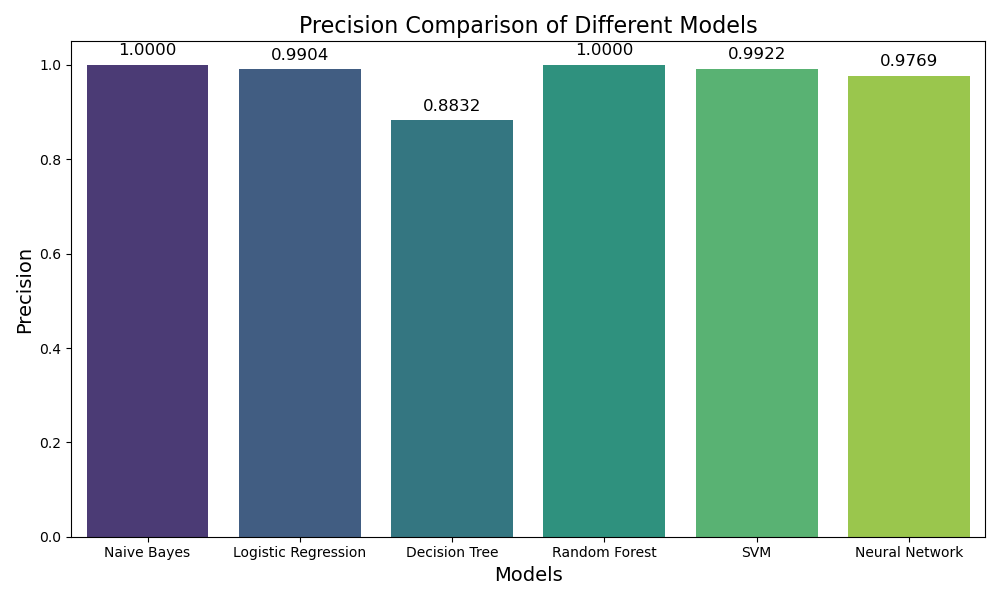 Precision Comparison of Different Models
1.0000
0.9904
0.8832
1.0000
0.9922
0.9769
1.0
0.8
0.6
0.4
0.2
0.0
Precision
Naive Bayes
Logistic Regression
Decision Tree
Random Forest
SVM
Neural Network
Models